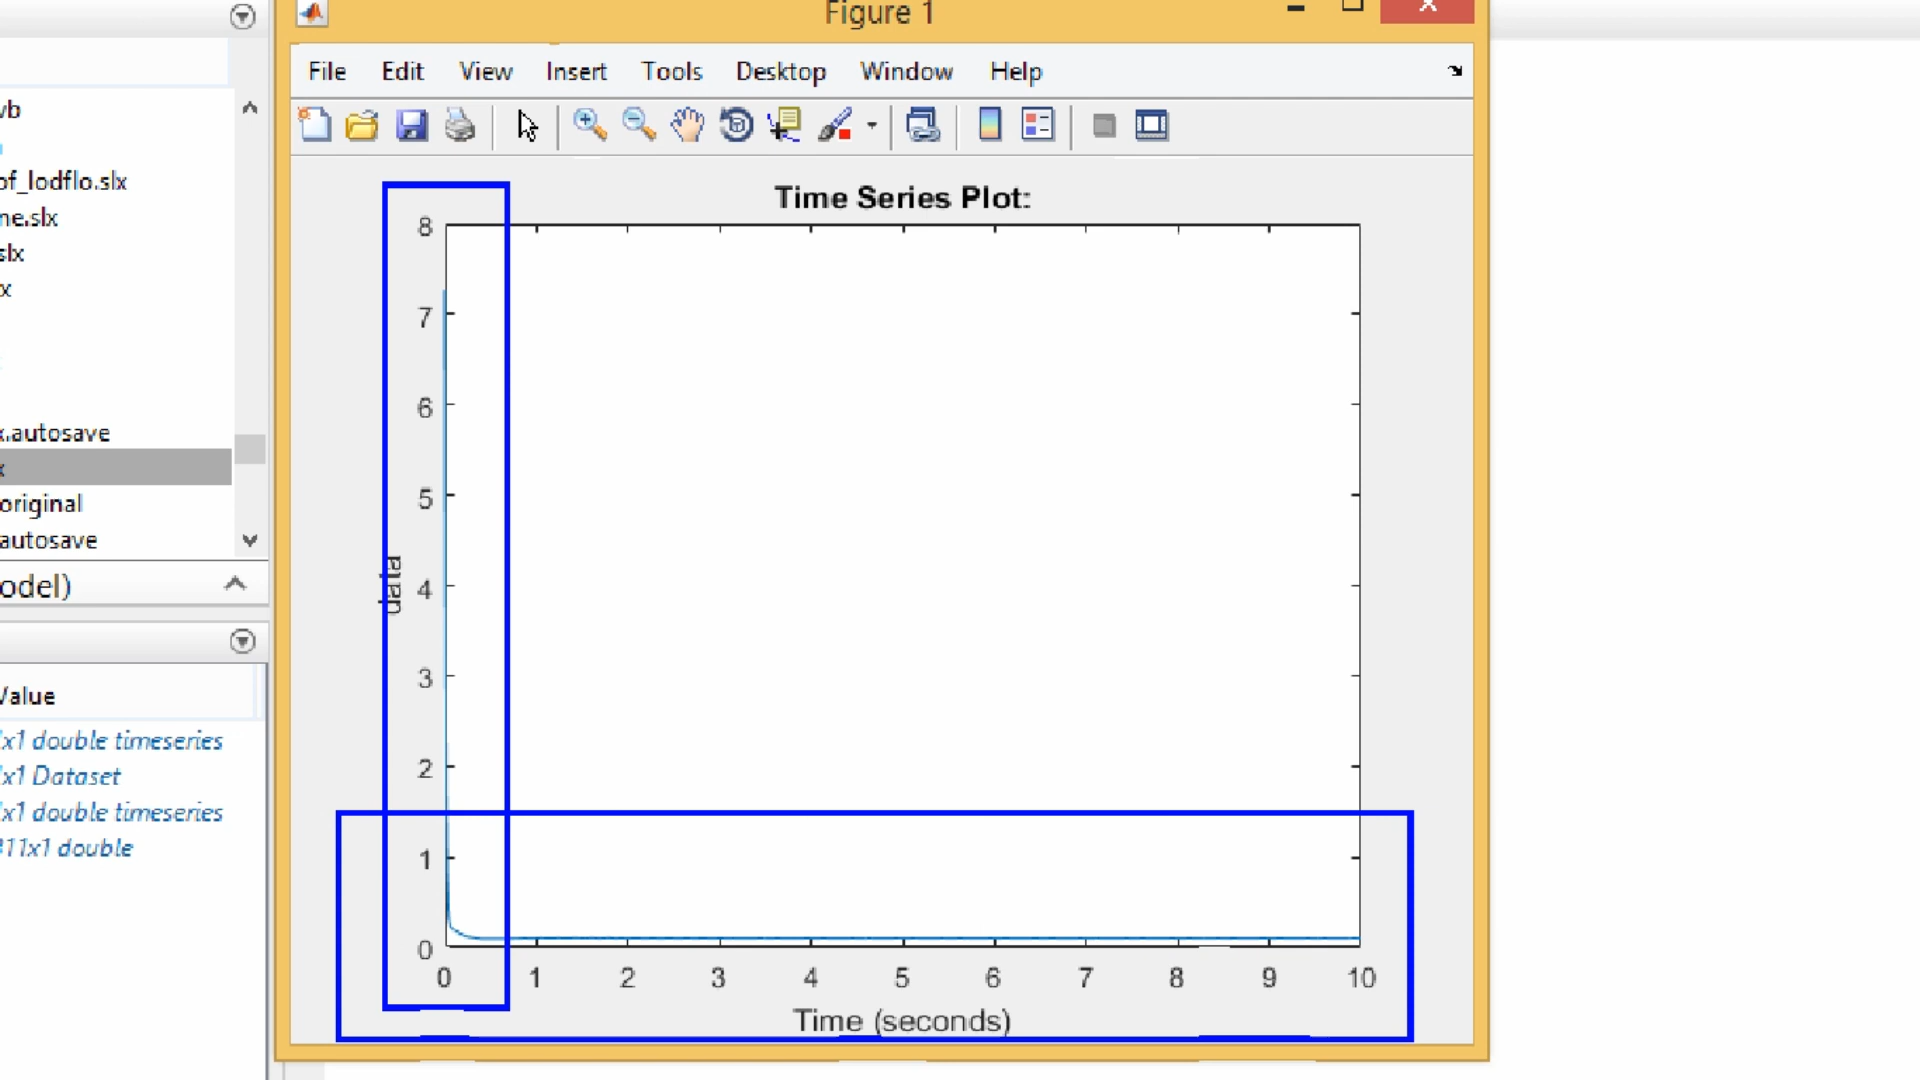 Figure 1
File Edit View Insert Tools Desktop Window Help
vb
of_lodflo.slx
ne.slx
slx
x
x.autosave
x
original
autosave
odel)
Value
x1 double timeseries
x1 Dataset
x1 double timeseries
11x1 double
Time Series Plot:
8
7
6
5
4
3
2
1
0
data
0 1 2 3 4 5 6 7 8 9 10
Time (seconds)